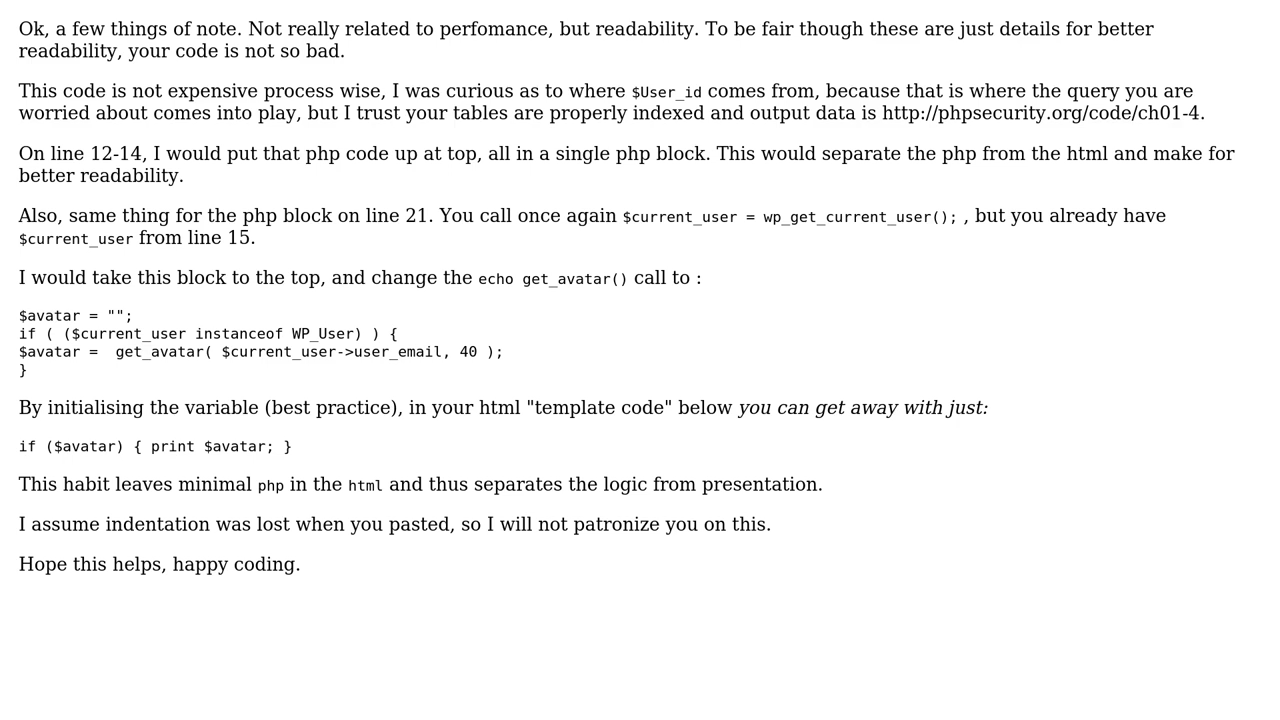 Ok, a few things of note. Not really related to perfomance, but readability. To be fair though these are just details for better
readability, your code is not so bad.
This code is not expensive process wise, I was curious as to where $User_id comes from, because that is where the query you are
worried about comes into play, but I trust your tables are properly indexed and output data is http://phpsecurity.org/code/ch01-4.
On line 12-14, I would put that php code up at top, all in a single php block. This would separate the php from the html and make for
better readability.
Also, same thing for the php block on line 21. You call once again $current_user = wp_get_current_user(); , but you already have
$current_user from line 15.
I would take this block to the top, and change the echo get_avatar() call to :
$avatar = "";
if ( ($current_user instanceof WP_User) ) {
$avatar =  get_avatar( $current_user->user_email, 40 );
}
By initialising the variable (best practice), in your html "template code" below you can get away with just:
if ($avatar) { print $avatar; }
This habit leaves minimal php in the html and thus separates the logic from presentation.
I assume indentation was lost when you pasted, so I will not patronize you on this.
Hope this helps, happy coding.